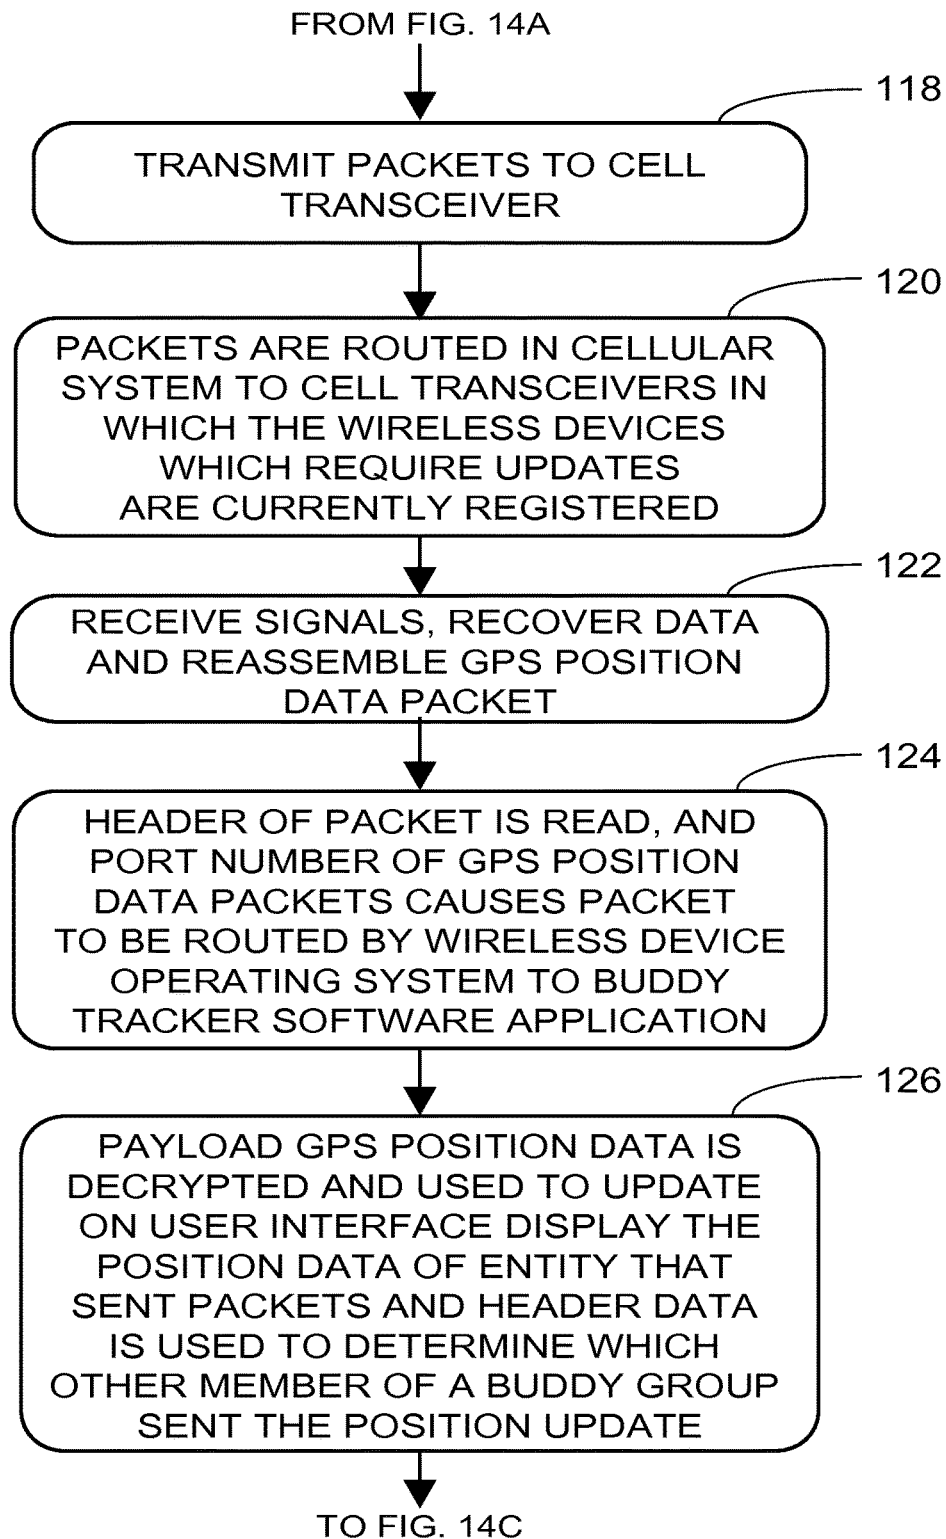 FROM FIG. 14A
118
TRANSMIT PACKETS TO CELL
TRANSCEIVER
120
PACKETS ARE ROUTED IN CELLULAR
SYSTEM TO CELL TRANSCEIVERS IN
WHICH THE WIRELESS DEVICES
WHICH REQUIRE UPDATES
ARE CURRENTLY REGISTERED
122
RECEIVE SIGNALS, RECOVER DATA
AND REASSEMBLE GPS POSITION
DATA PACKET
124
HEADER OF PACKET IS READ, AND
PORT NUMBER OF GPS POSITION
DATA PACKETS CAUSES PACKET
TO BE ROUTED BY WIRELESS DEVICE
OPERATING SYSTEM TO BUDDY
TRACKER SOFTWARE APPLICATION
126
PAYLOAD GPS POSITION DATA IS
DECRYPTED AND USED TO UPDATE
ON USER INTERFACE DISPLAY THE
POSITION DATA OF ENTITY THAT
SENT PACKETS AND HEADER DATA
IS USED TO DETERMINE WHICH
OTHER MEMBER OF A BUDDY GROUP
SENT THE POSITION UPDATE
TO FIG. 14C